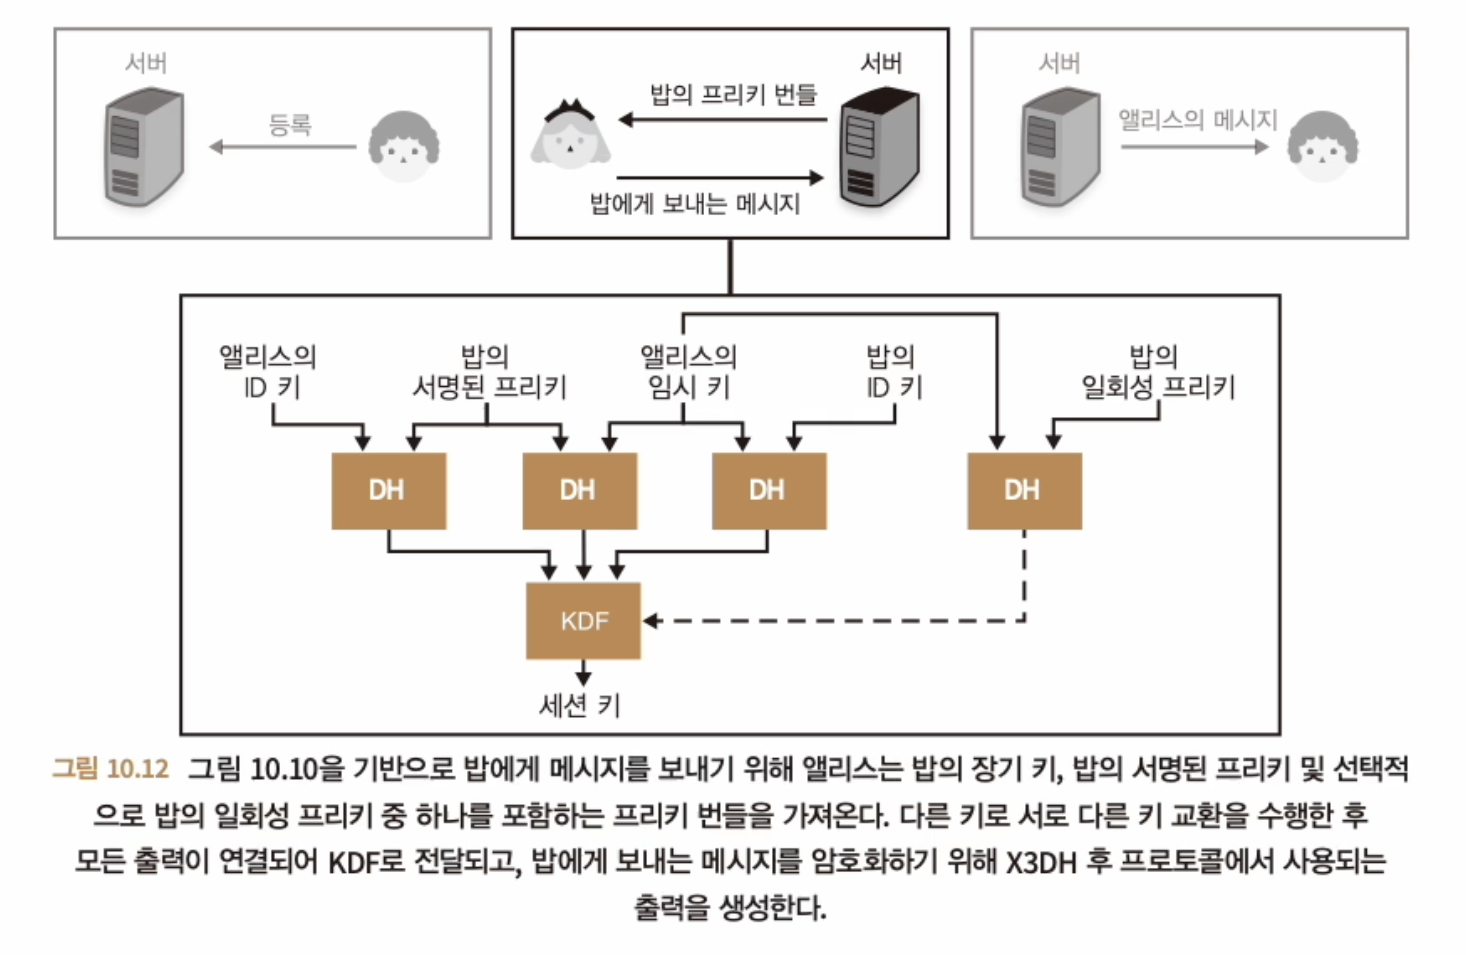 서버
등록
밥의 프리키 번들
서버
밥에게 보내는 메시지
서버
앨리스의 메시지
앨리스의
ID 키
밥의
서명된 프리키
앨리스의
임시 키
밥의
ID 키
밥의
일회성 프리키
DH
DH
DH
DH
KDF
세션 키
그림 10.12 그림 10.10을 기반으로 밥에게 메시지를 보내기 위해 앨리스는 밥의 장기 키, 밥의 서명된 프리키 및 선택적
으로 밥의 일회성 프리키 중 하나를 포함하는 프리키 번들을 가져온다. 다른 키로 서로 다른 키 교환을 수행한 후
모든 출력이 연결되어 KDF로 전달되고, 밥에게 보내는 메시지를 암호화하기 위해 X3DH 후 프로토콜에서 사용되는
출력을 생성한다.